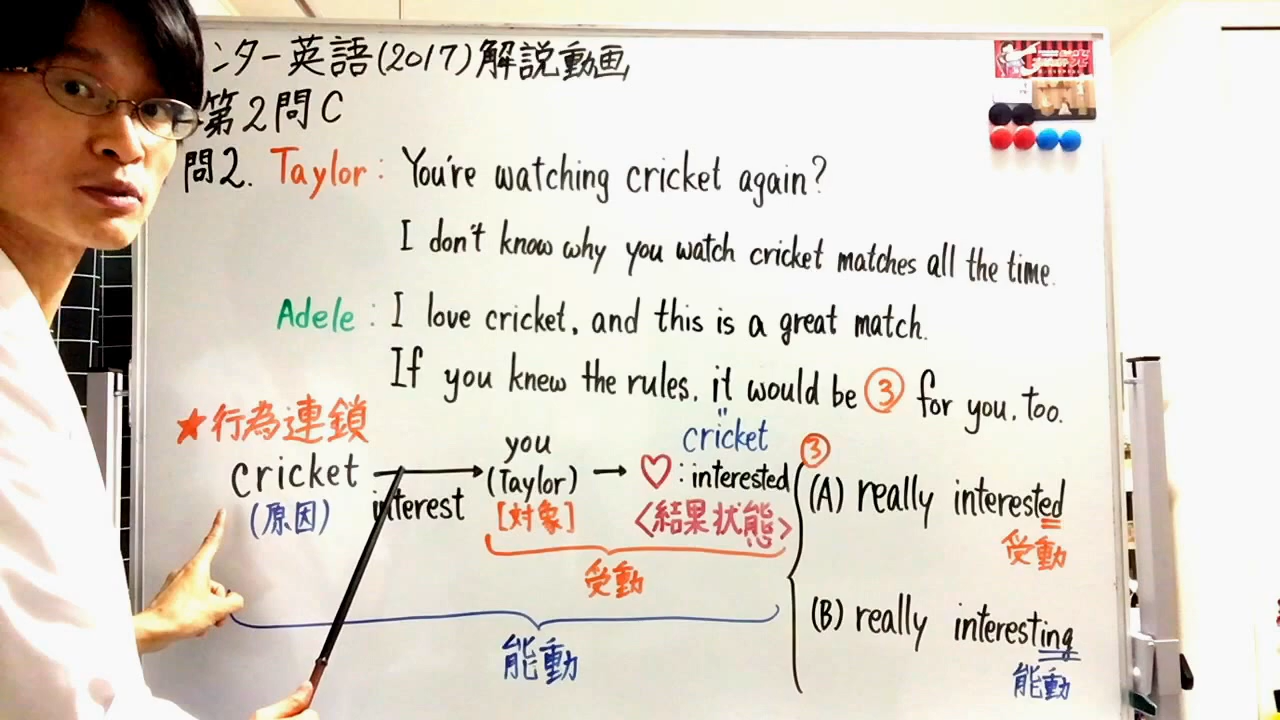 ンター英語(2017)解説動画
第2問C
問2. Taylor: You're watching cricket again?
I don't know why you watch cricket matches all the time.
Adele: I love cricket, and this is a great match.
If you knew the rules, it would be ③ for you, too.
" cricket
★行為連鎖
cricket → you (Taylor) → ♡: interested
interest
(原因) [対象] <結果状態>
受動
能動
③
(A) really interested
受動
(B) really interesting
能動